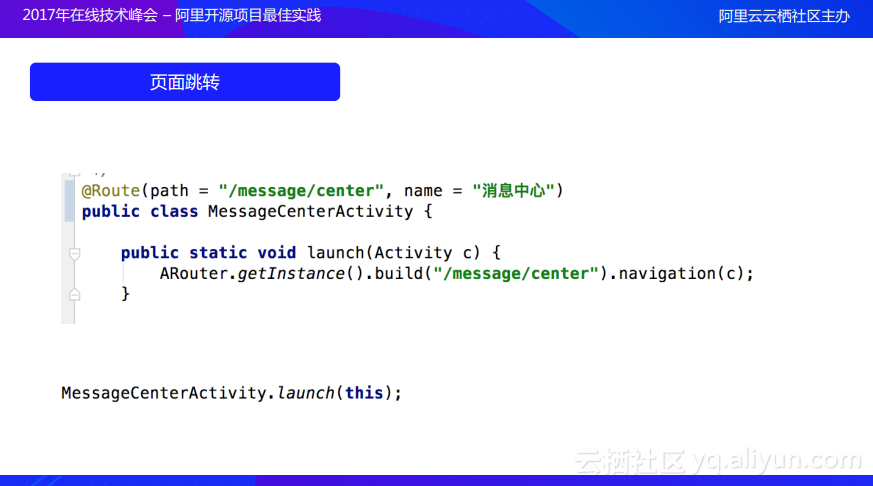 2017年在线技术峰会 – 阿里开源项目最佳实践
阿里云云栖社区主办
页面跳转
@Route(path = "/message/center", name = "消息中心")
public class MessageCenterActivity {
public static void launch(Activity c) {
ARouter.getInstance().build("/message/center").navigation(c);
}
MessageCenterActivity.launch(this);
云栖社区 yq.aliyun.com